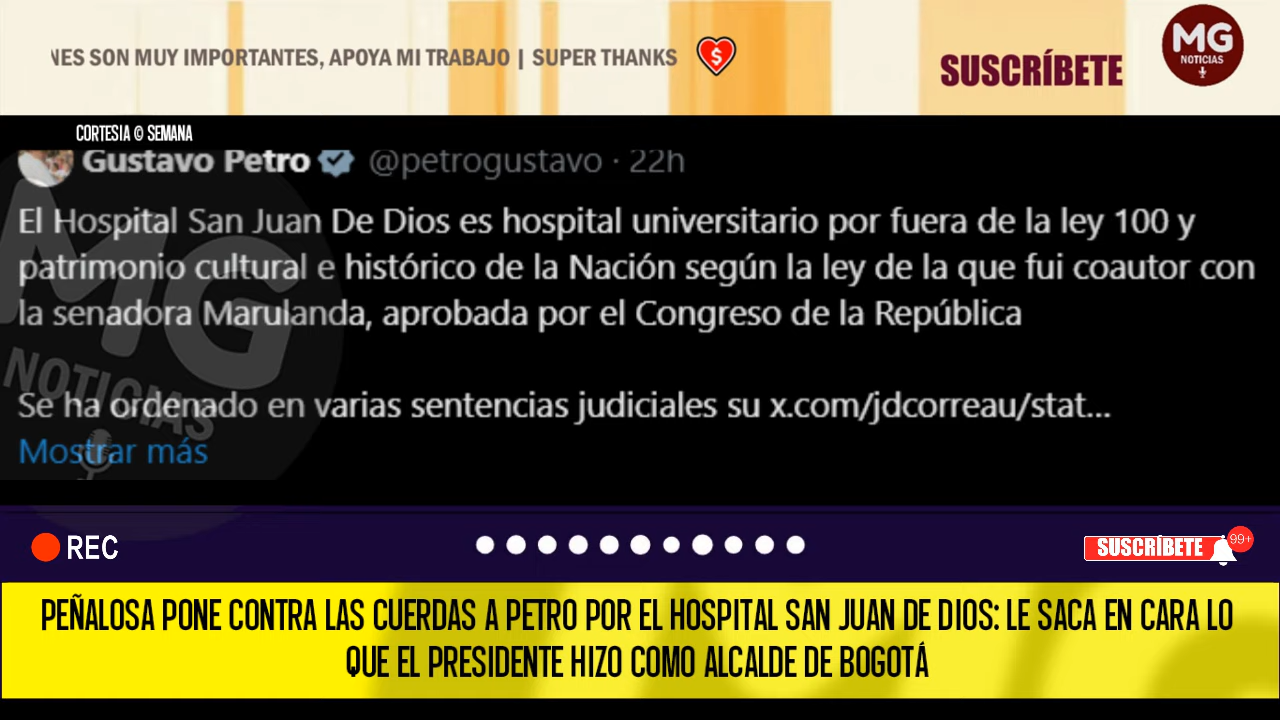 NES SON MUY IMPORTANTES, APOYA MI TRABAJO | SUPER THANKS
SUSCRÍBETE
MG
NOTICIAS
CORTESIA © SEMANA
Gustavo Petro @petrogustavo · 22h
El Hospital San Juan De Dios es hospital universitario por fuera de la ley 100 y
patrimonio cultural e histórico de la Nación según la ley de la que fui coautor con
la senadora Marulanda, aprobada por el Congreso de la República
Se ha ordenado en varias sentencias judiciales su x.com/jdcorreau/stat...
Mostrar más
MG
NOTICIAS
REC
SUSCRÍBETE
99+
PEÑALOSA PONE CONTRA LAS CUERDAS A PETRO POR EL HOSPITAL SAN JUAN DE DIOS: LE SACA EN CARA LO
QUE EL PRESIDENTE HIZO COMO ALCALDE DE BOGOTÁ